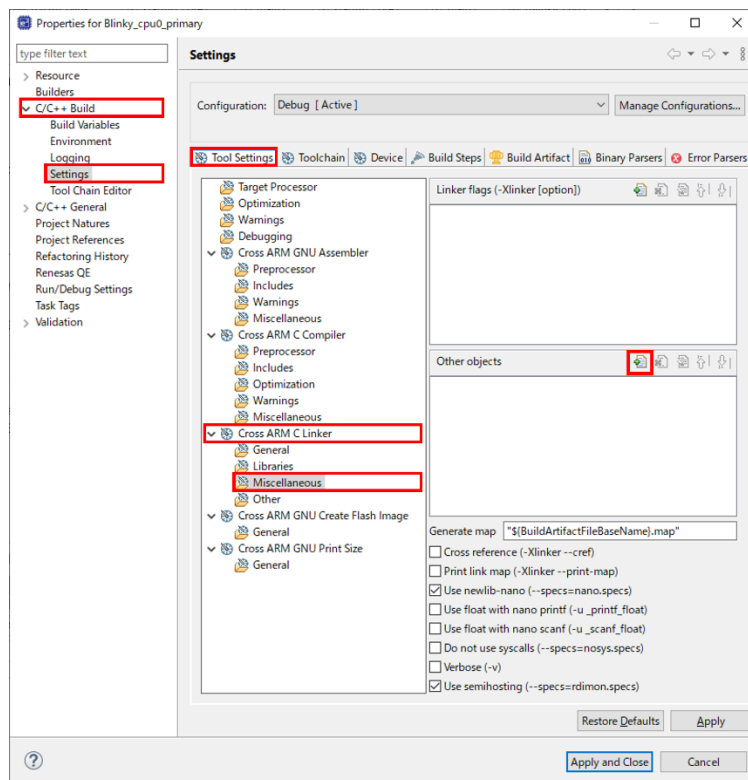 Properties for Blinky_cpu0_primary
type filter text
Resource
Builders
C/C++ Build
Build Variables
Environment
Logging
Settings
Tool Chain Editor
C/C++ General
Project Natures
Project References
Refactoring History
Renesas QE
Run/Debug Settings
Task Tags
Validation
Settings
Configuration: Debug [ Active ] Manage Configurations...
Tool Settings Toolchain Device Build Steps Build Artifact Binary Parsers Error Parsers
Target Processor
Optimization
Warnings
Debugging
Cross ARM GNU Assembler
Preprocessor
Includes
Warnings
Miscellaneous
Cross ARM C Compiler
Preprocessor
Includes
Optimization
Warnings
Miscellaneous
Cross ARM C Linker
General
Libraries
Miscellaneous
Other
Cross ARM GNU Create Flash Image
General
Cross ARM GNU Print Size
General
Linker flags (-Xlinker [option])
Other objects
Generate map "${BuildArtifactFileBaseName}.map"
Cross reference (-Xlinker --cref)
Print link map (-Xlinker --print-map)
Use newlib-nano (--specs=nano.specs)
Use float with nano printf (-u _printf_float)
Use float with nano scanf (-u _scanf_float)
Do not use syscalls (--specs=nosys.specs)
Verbose (-v)
Use semihosting (--specs=rdimon.specs)
Restore Defaults Apply
? Apply and Close Cancel